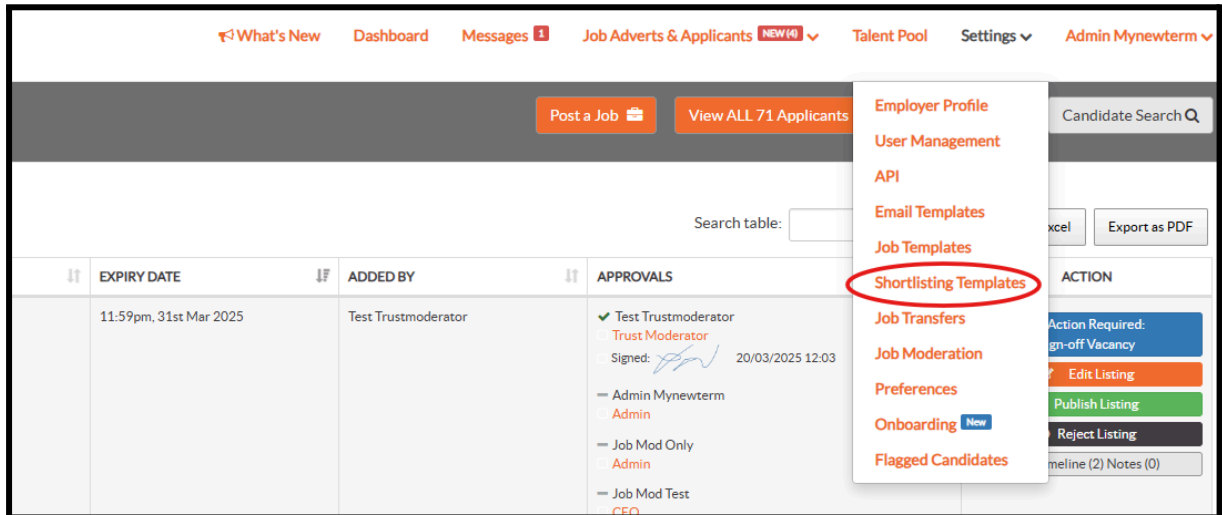 What's New Dashboard Messages 1 Job Adverts & Applicants NEW (4) Talent Pool Settings Admin Mynewterm
Post a Job View ALL 71 Applicants Candidate Search
Employer Profile
User Management
API
Email Templates
Job Templates
Shortlisting Templates
Job Transfers
Job Moderation
Preferences
Onboarding New
Flagged Candidates
Search table: xcel Export as PDF
EXPIRY DATE ADDED BY APPROVALS ACTION
11:59pm, 31st Mar 2025 Test Trustmoderator Test Trustmoderator
Trust Moderator
Signed: 20/03/2025 12:03
Admin Mynewterm
Admin
Job Mod Only
Admin
Job Mod Test
CEO
Action Required:
gn-off Vacancy
Edit Listing
Publish Listing
Reject Listing
meline (2) Notes (0)